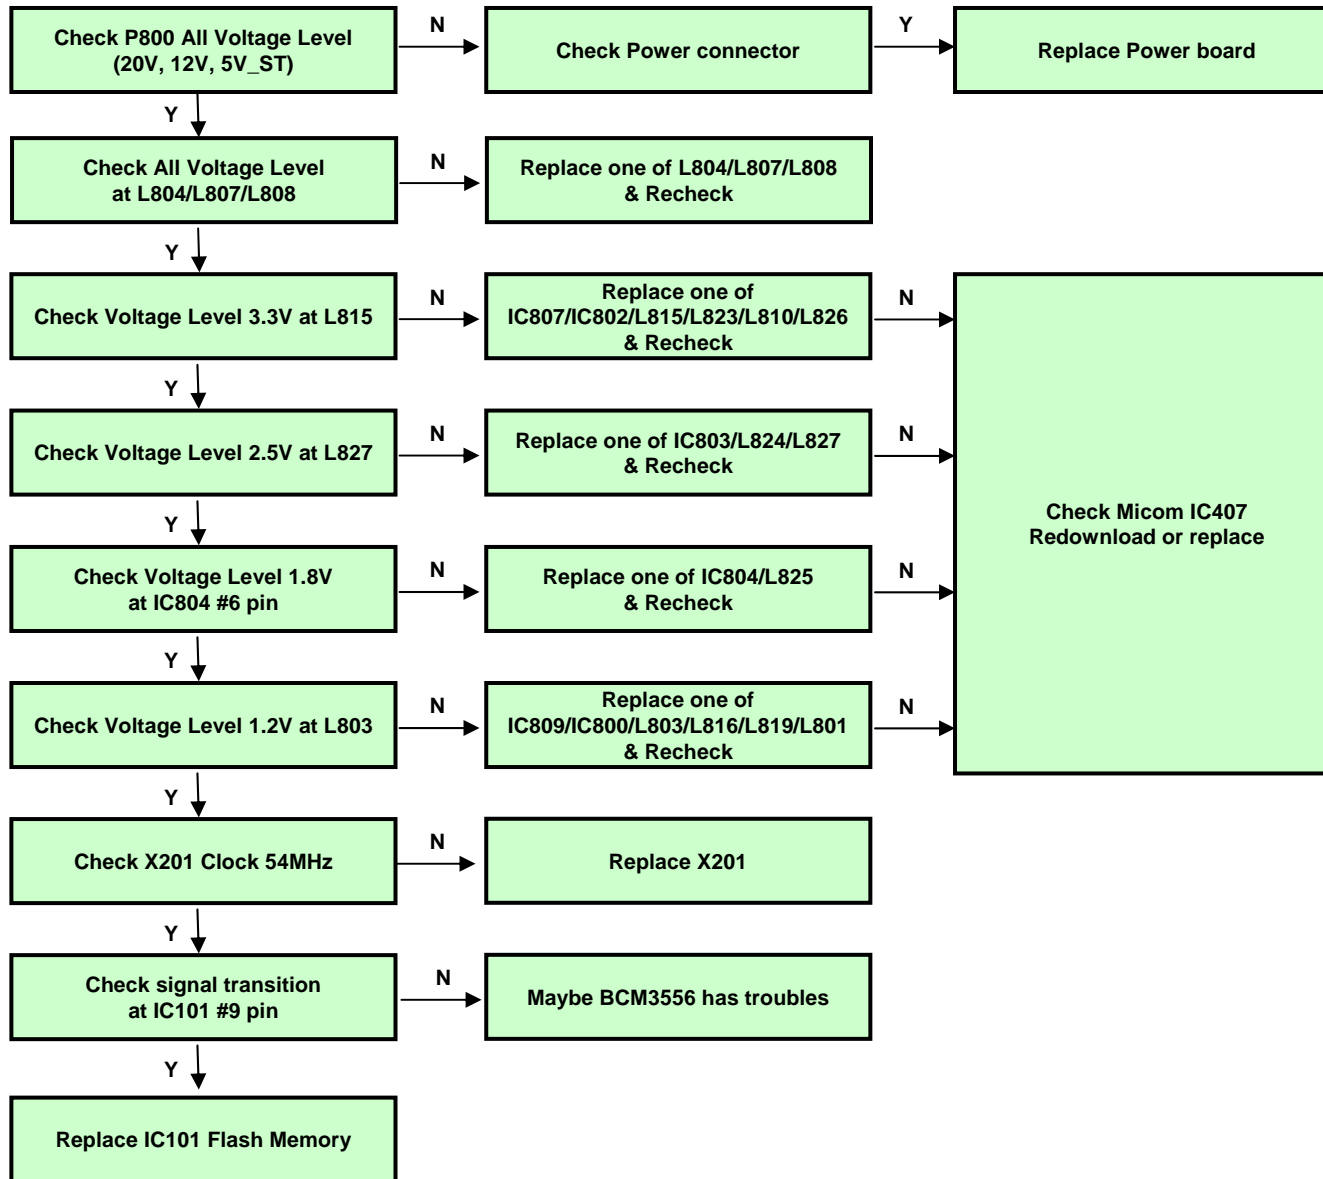 Check P800 All Voltage Level
(20V, 12V, 5V_ST)
N
Check Power connector
Y
Replace Power board
Y
Check All Voltage Level
at L804/L807/L808
N
Replace one of L804/L807/L808
& Recheck
Y
Check Voltage Level 3.3V at L815
N
Replace one of
IC807/IC802/L815/L823/L810/L826
& Recheck
N
Y
Check Voltage Level 2.5V at L827
N
Replace one of IC803/L824/L827
& Recheck
N
Check Micom IC407
Redownload or replace
Y
Check Voltage Level 1.8V
at IC804 #6 pin
N
Replace one of IC804/L825
& Recheck
N
Y
Check Voltage Level 1.2V at L803
N
Replace one of
IC809/IC800/L803/L816/L819/L801
& Recheck
N
Y
Check X201 Clock 54MHz
N
Replace X201
Y
Check signal transition
at IC101 #9 pin
N
Maybe BCM3556 has troubles
Y
Replace IC101 Flash Memory